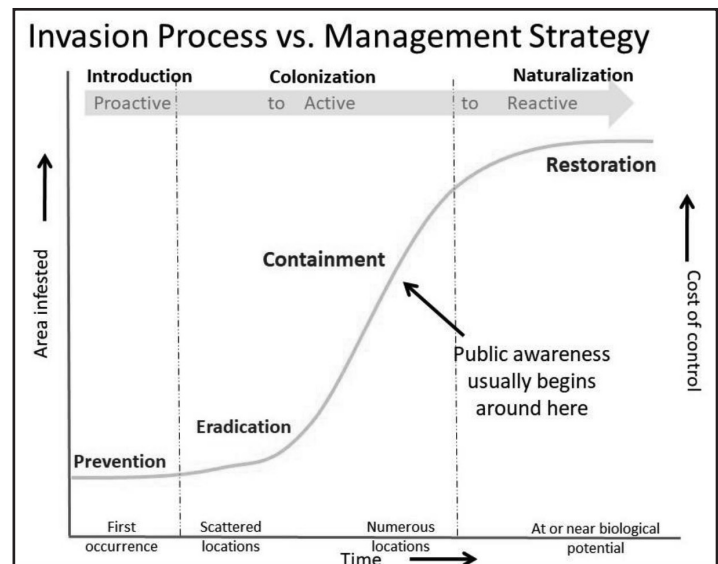 Invasion Process vs. Management Strategy
Introduction Colonization Naturalization
Proactive to Active to Reactive
Restoration
Containment
Area infested
Cost of control
Public awareness
usually begins
around here
Eradication
Prevention
First
occurrence
Scattered
locations
Numerous
locations
At or near biological
potential
Time